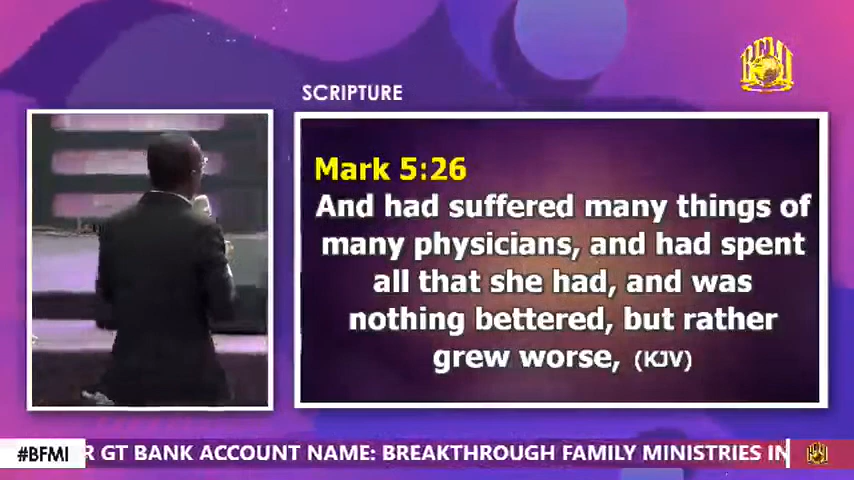 SCRIPTURE
Mark 5:26
And had suffered many things of
many physicians, and had spent
all that she had, and was
nothing bettered, but rather
grew worse, (KJV)
#BFMI
R GT BANK ACCOUNT NAME: BREAKTHROUGH FAMILY MINISTRIES IN